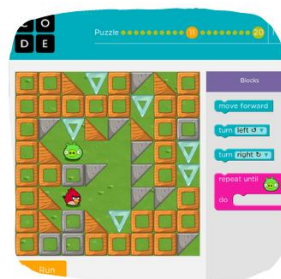 C O
D E
Puzzle
11
20
Blocks
move forward
turn left ↺ ▼
turn right ↻ ▼
repeat until
do
Run